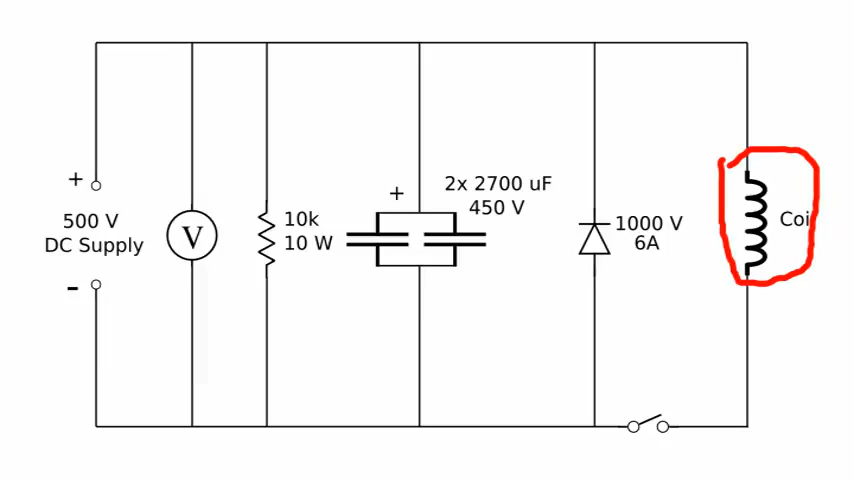 +
500 V
DC Supply
-
V
10k
10 W
+
2x 2700 uF
450 V
1000 V
6A
Coi